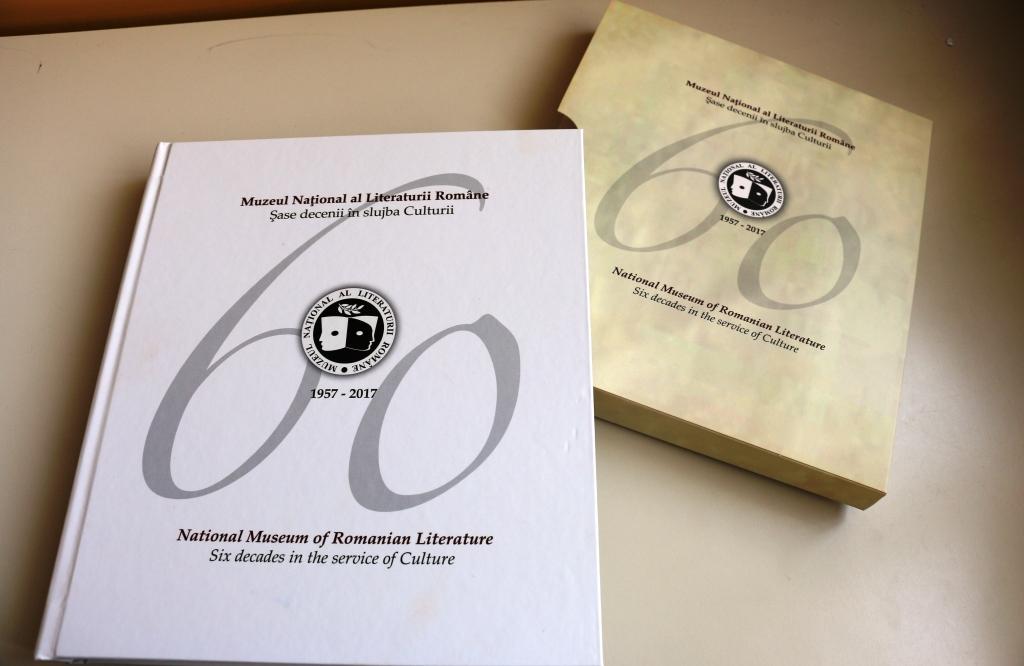 Muzeul Național al Literaturii Române
Şase decenii în slujba Culturii
60
MUZEUL NAȚIONAL AL LITERATURII ROMÂNE
1957 - 2017
National Museum of Romanian Literature
Six decades in the service of Culture
Muzeul Național al Literaturii Române
Şase decenii în slujba Culturii
60
MUZEUL NAȚIONAL AL LITERATURII ROMÂNE
1957 - 2017
National Museum of Romanian Literature
Six decades in the service of Culture